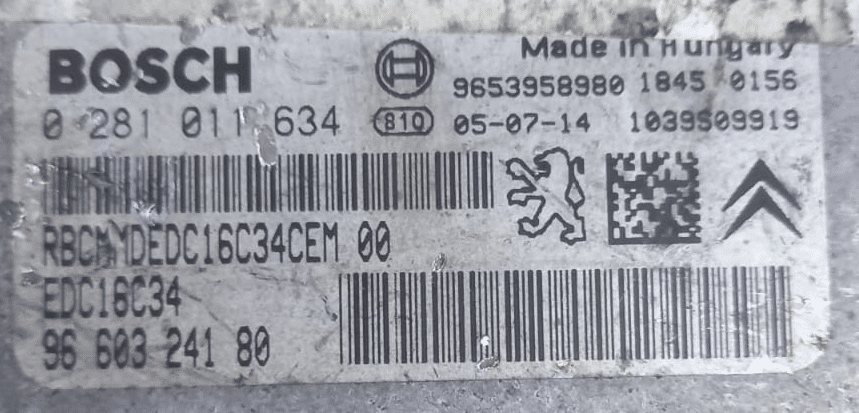 BOSCH
Made in Hungary
9653958980 1845 0156
0 281 011 634 810 05-07-14 1039S09919
RBCMMDEDC16C34CEM 00
EDC16C34
96 603 241 80